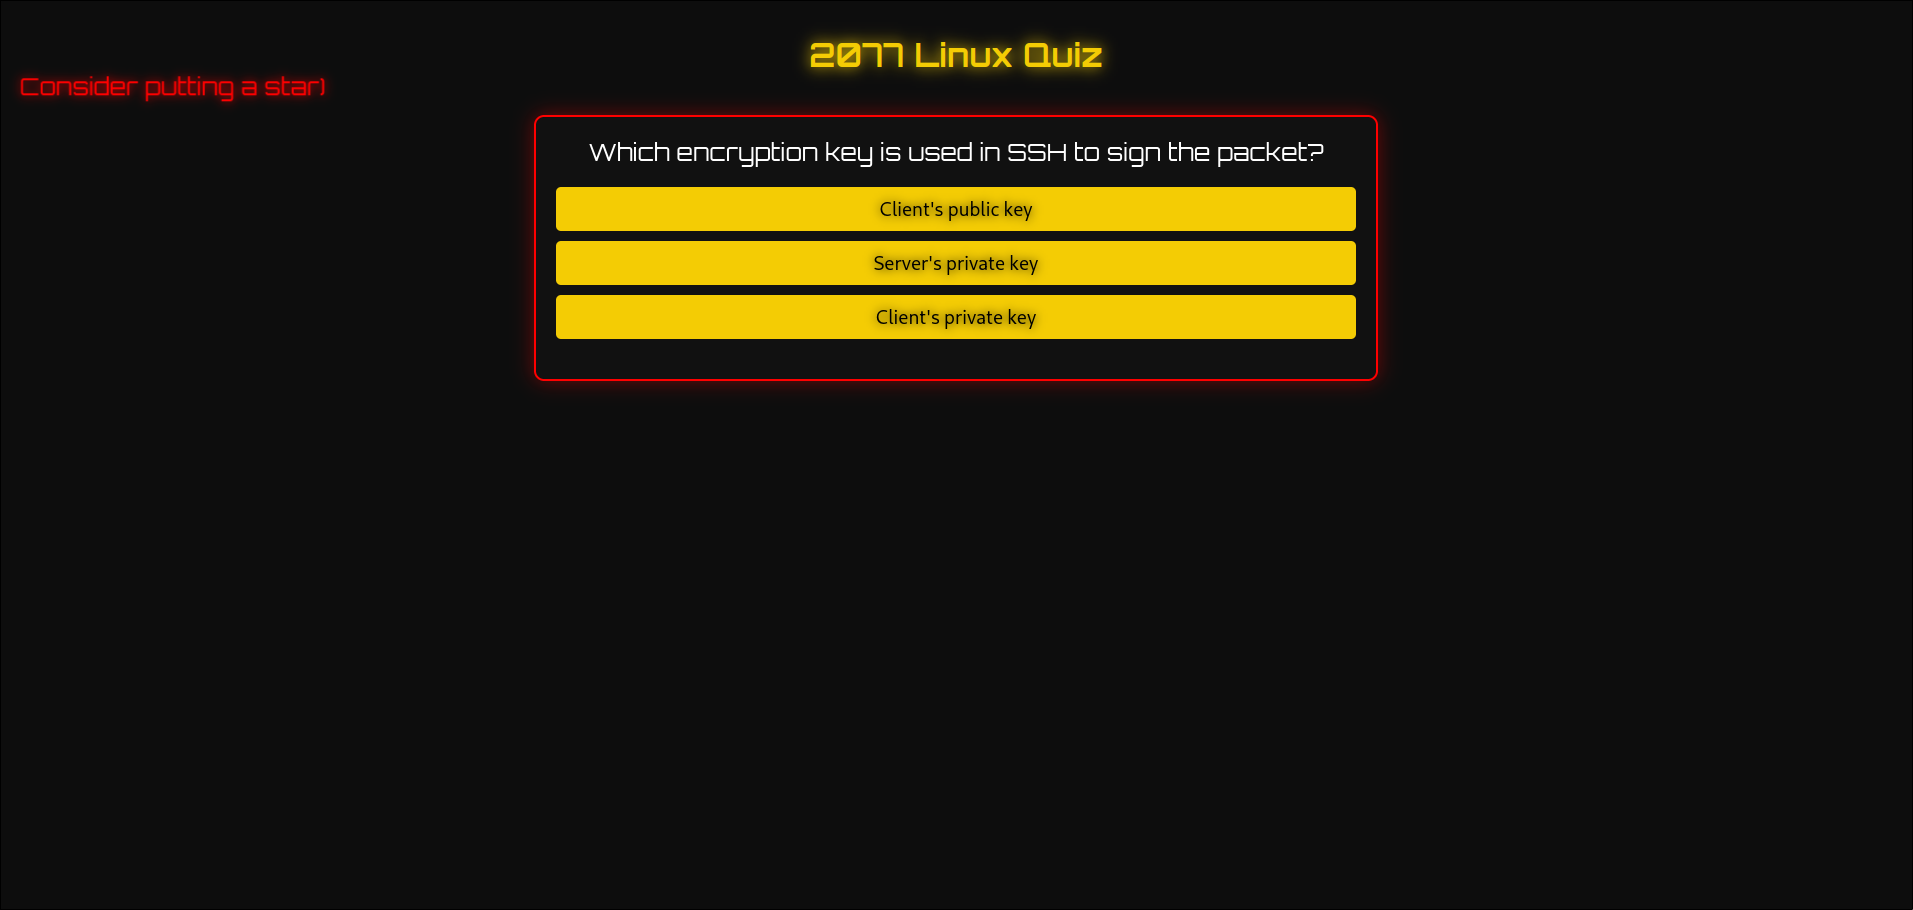 2077 Linux Quiz
Consider putting a star)
Which encryption key is used in SSH to sign the packet?
Client's public key
Server's private key
Client's private key